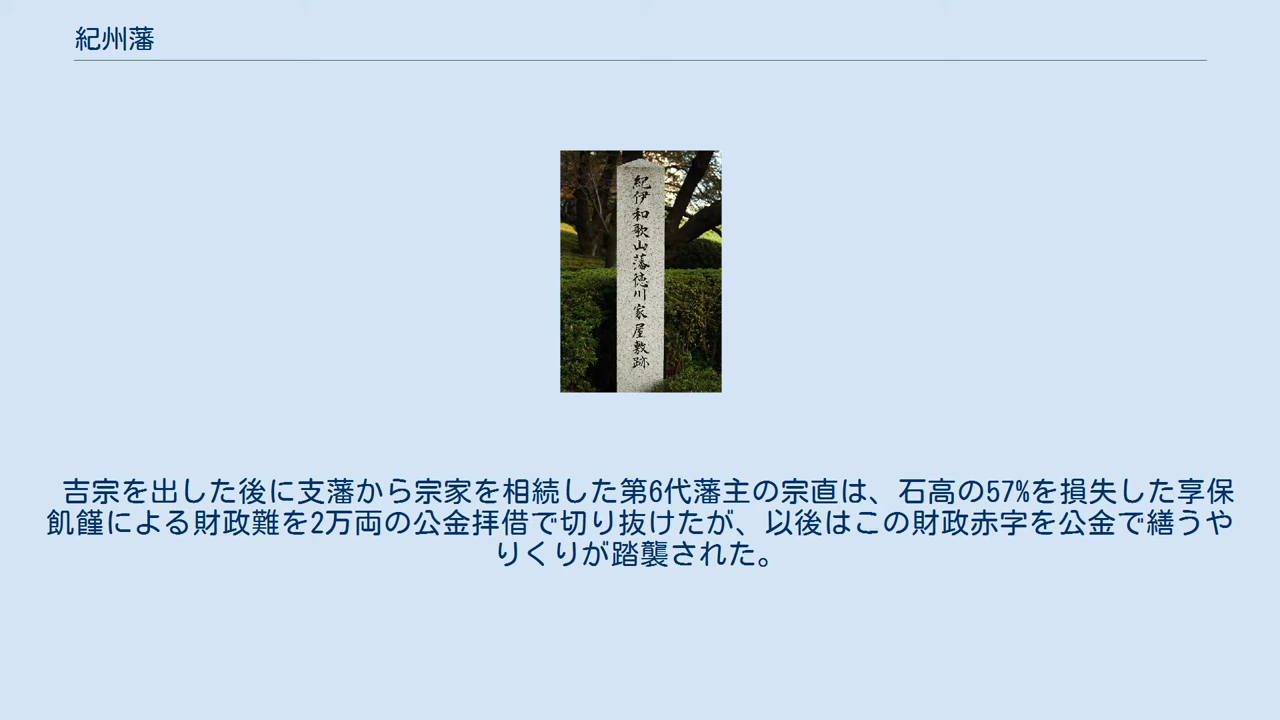 紀州藩
紀伊和歌山藩徳川家屋敷跡
吉宗を出した後に支藩から宗家を相続した第6代藩主の宗直は、石高の57%を損失した享保
飢饉による財政難を2万両の公金拝借で切り抜けたが、以後はこの財政赤字を公金で繕うや
りくりが踏襲された。